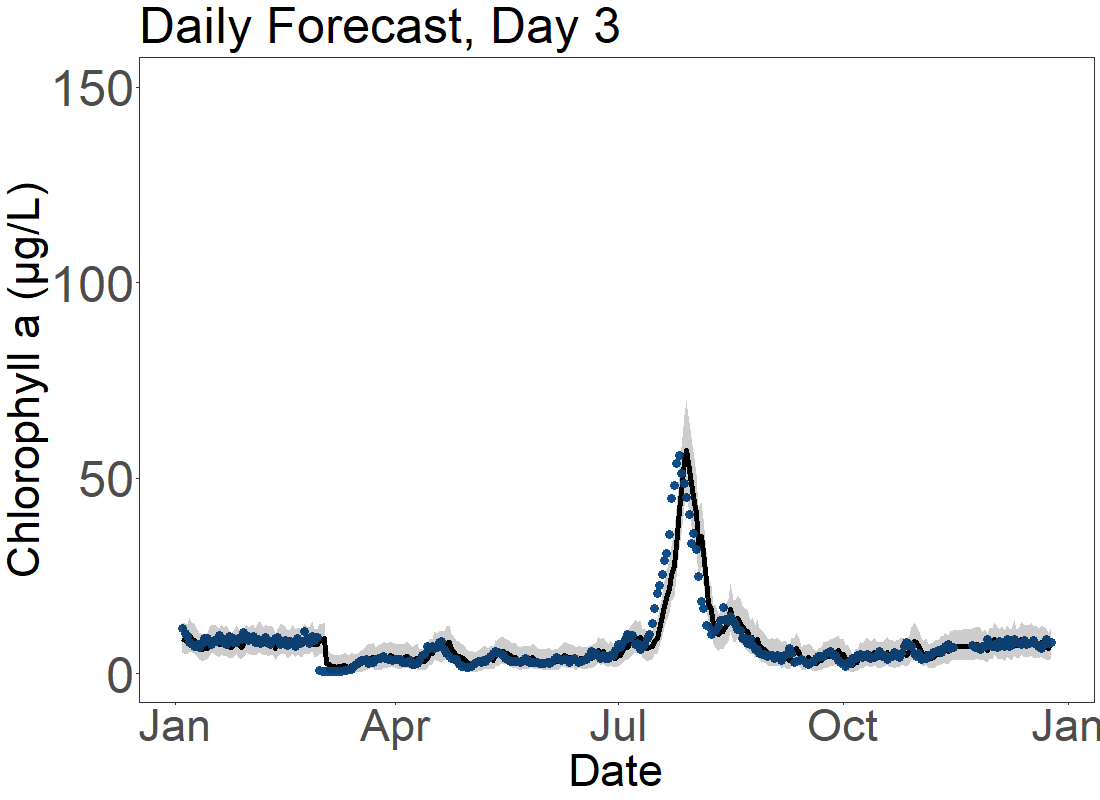 Daily Forecast, Day 3
150
100
50
0
Chlorophyll a (µg/L)
Jan Apr Jul Oct Jan
Date